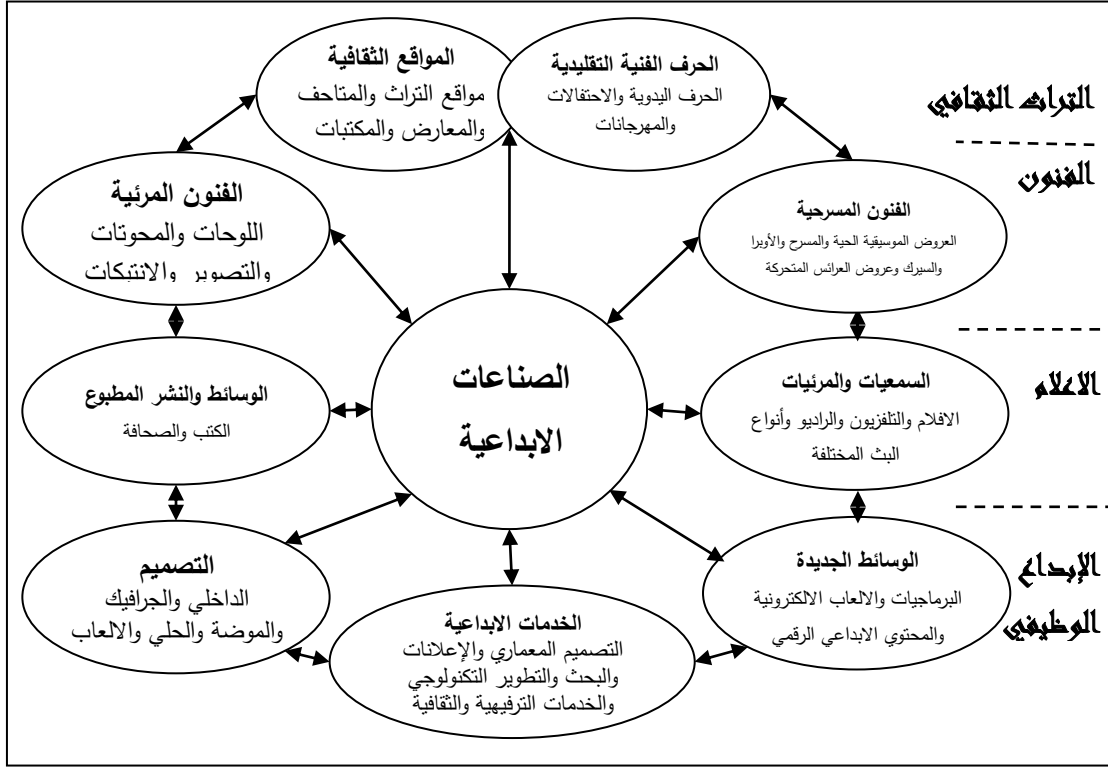 الحرف الفنية التقليدية
الحرف اليدوية والاحتفالات
والمهرجانات
المواقع الثقافية
مواقع التراث والمتاحف
والمعارض والمكتبات
التراث الثقافي
الفنون
الفنون المسرحية
العروض الموسيقية الحية والمسرح والأوبرا
والسيرك وعروض العرائس المتحركة
الفنون المرئية
اللوحات والمحوتات
والتصوير والانتيكات
الاعلام
السمعيات والمرئيات
الافلام والتلفزيون والراديو وأنواع
البث المختلفة
الصناعات
الابداعية
الوسائط والنشر المطبوع
الكتب والصحافة
الإبداع
الوظيفي
الوسائط الجديدة
البرماجيات والالعاب الالكترونية
والمحتوي الابداعي الرقمي
الخدمات الابداعية
التصميم المعماري والإعلانات
والبحث والتطوير التكنولوجي
والخدمات الترفيهية والثقافية
التصميم
الداخلي والجرافيك
والموضة والحلي والالعاب